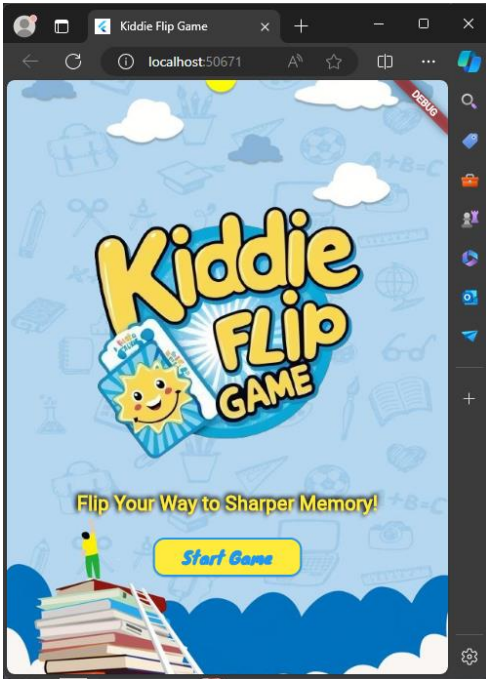 Kiddie Flip Game
localhost:50671
DEBUG
A+B=C
Kiddie
FLip
GAME
+B=C
Flip Your Way to Sharper Memory!
Start Game